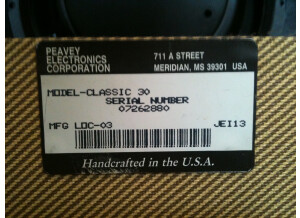 PEAVEY
ELECTRONICS
CORPORATION
711 A STREET
MERIDIAN, MS 39301 USA
MODEL-CLASSIC 30
SERIAL NUMBER
07262880
MFG LOC-03
JEI13
Handcrafted in the U.S.A.